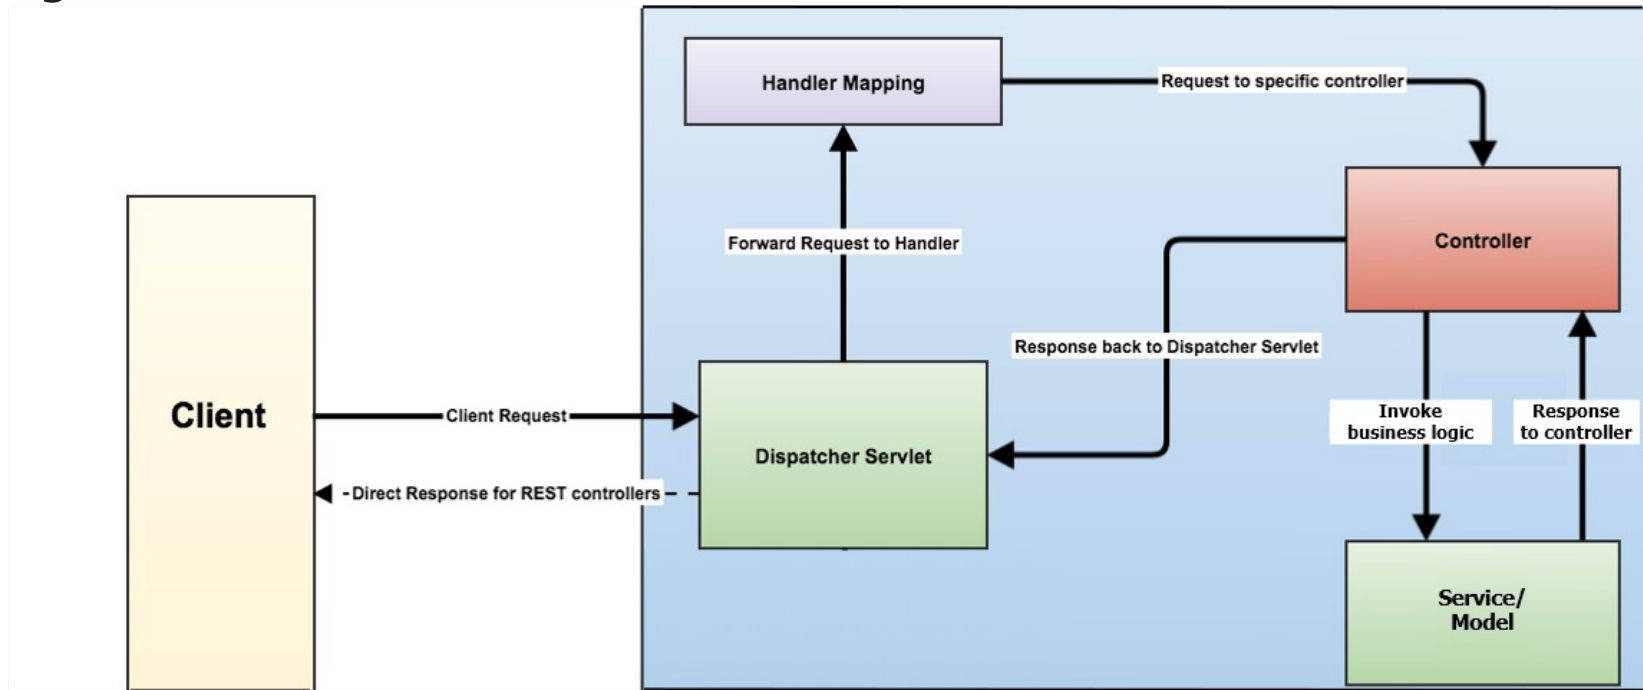 Handler Mapping
Request to specific controller
Forward Request to Handler
Controller
Response back to Dispatcher Servlet
Client
Client Request
Dispatcher Servlet
Direct Response for REST controllers
Invoke
business logic
Response
to controller
Service/
Model